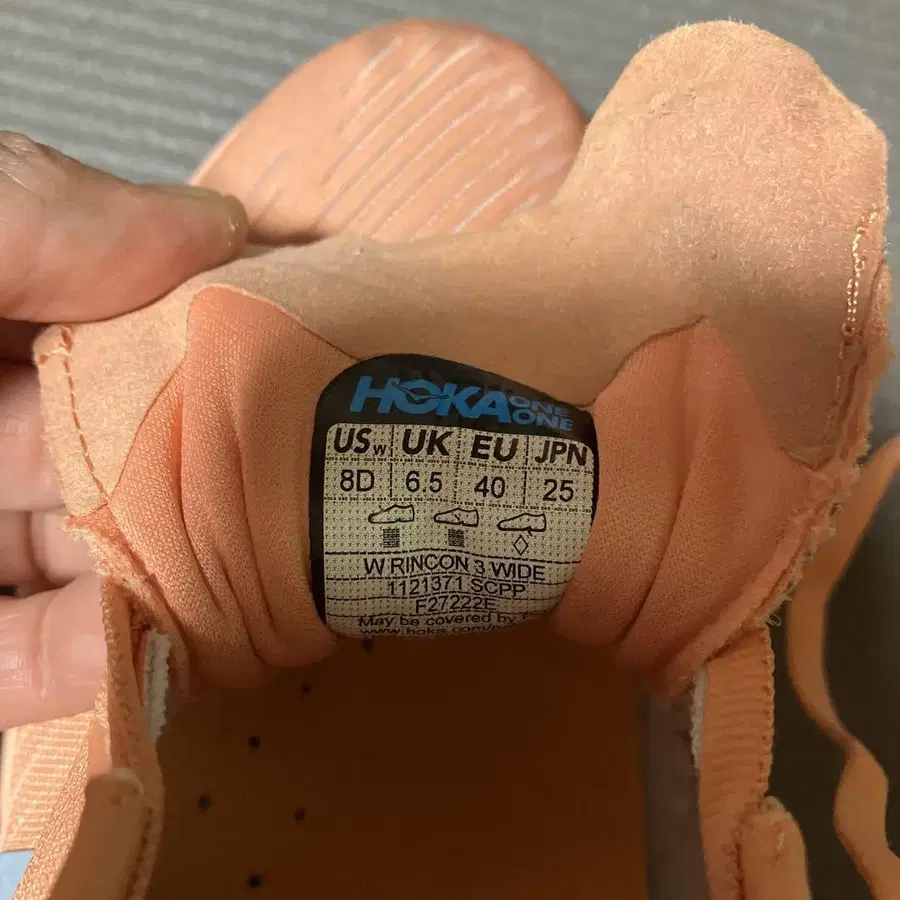 HOKA ONE ONE
USw UK EU JPN
8D 6.5 40 25
W RINCON 3 WIDE
1121371 SCPP
F27222E
May be covered by
www.hoka.com